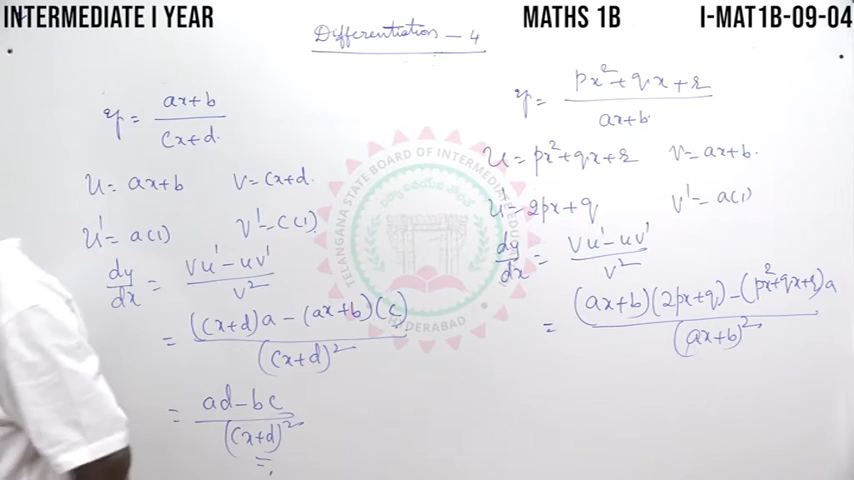 INTERMEDIATE I YEAR
MATHS 1B
I-MAT1B-09-04
Differentiation – 4
y = (ax+b)/(cx+d)
u = ax+b v = cx+d.
u' = a(1) v' = c(1).
dy/dx = (vu' – uv')/v²
= ((cx+d)a – (ax+b)(c))/(cx+d)²
= (ad–bc)/(cx+d)²
y = (px²+qx+r)/(ax+b)
u = px²+qx+r v = ax+b.
u' = 2px+q v' = a(1)
dy/dx = (vu' – uv')/v²
= ((ax+b)(2px+q) – (px²+qx+r)a)/(ax+b)²
TELANGANA STATE BOARD OF INTERMEDIATE EDUCATION
HYDERABAD